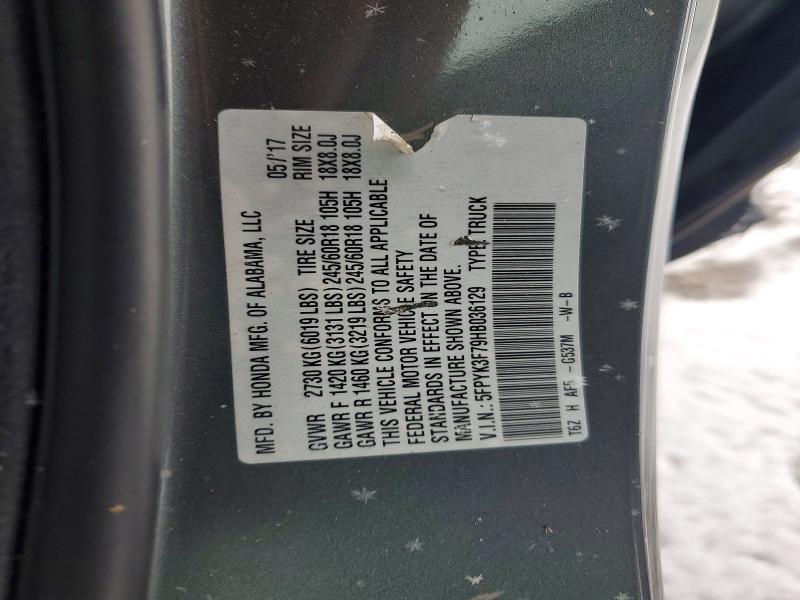 MFD. BY HONDA MFG. OF ALABAMA, LLC 05/'17
GVWR 2730 KG(6019 LBS) TIRE SIZE RIM SIZE
GAWR F 1420 KG(3131 LBS) 245/60R18 105H 18X8.0J
GAWR R 1460 KG(3219 LBS) 245/60R18 105H 18X8.0J
THIS VEHICLE CONFORMS TO ALL APPLICABLE
FEDERAL MOTOR VEHICLE SAFETY
STANDARDS IN EFFECT ON THE DATE OF
MANUFACTURE SHOWN ABOVE.
V.I.N.: 5FPYK3F79HB036129 TYPE: TRUCK
T6Z H AF5 - G537M -W-B